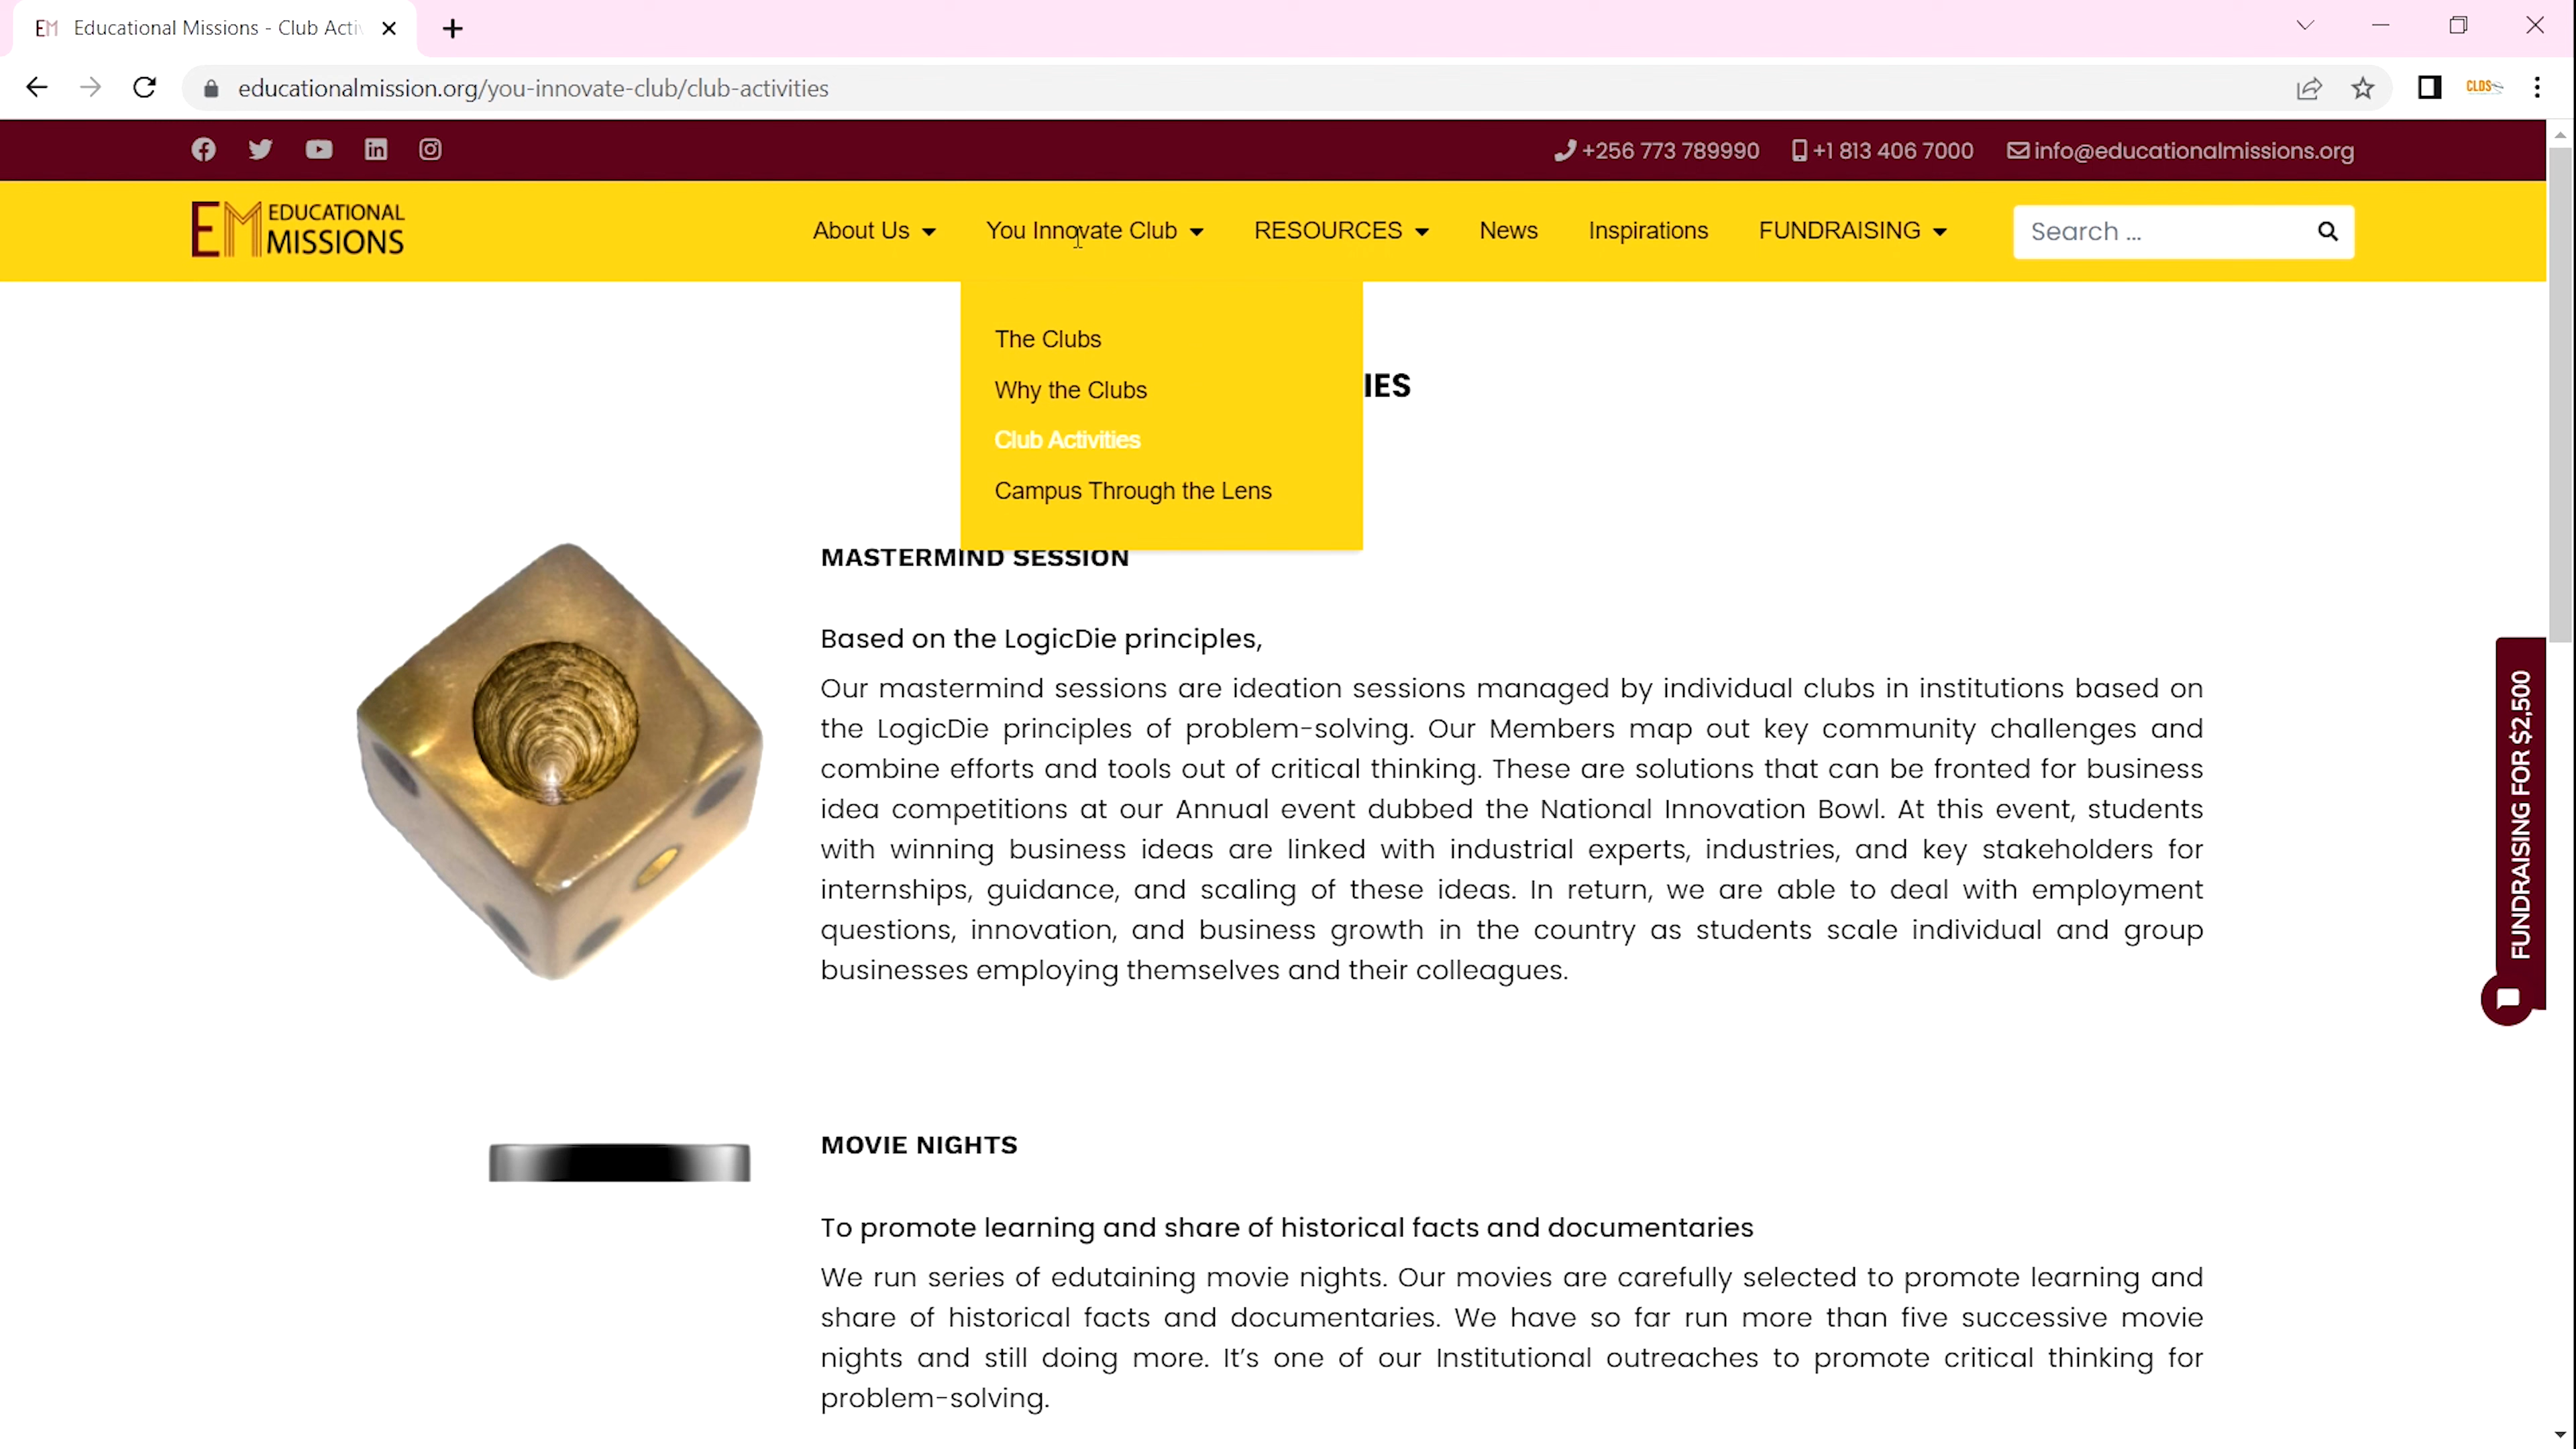 EM Educational Missions - Club Acti
educationalmission.org/you-innovate-club/club-activities
CLDS
+256 773 789990 +1 813 406 7000 info@educationalmissions.org
EM EDUCATIONAL
MISSIONS
About Us You Innovate Club RESOURCES News Inspirations FUNDRAISING Search ...
The Clubs
Why the Clubs
Club Activities
Campus Through the Lens
IES
MASTERMIND SESSION
Based on the LogicDie principles,
Our mastermind sessions are ideation sessions managed by individual clubs in institutions based on
the LogicDie principles of problem-solving. Our Members map out key community challenges and
combine efforts and tools out of critical thinking. These are solutions that can be fronted for business
idea competitions at our Annual event dubbed the National Innovation Bowl. At this event, students
with winning business ideas are linked with industrial experts, industries, and key stakeholders for
internships, guidance, and scaling of these ideas. In return, we are able to deal with employment
questions, innovation, and business growth in the country as students scale individual and group
businesses employing themselves and their colleagues.
FUNDRAISING FOR $2,500
MOVIE NIGHTS
To promote learning and share of historical facts and documentaries
We run series of edutaining movie nights. Our movies are carefully selected to promote learning and
share of historical facts and documentaries. We have so far run more than five successive movie
nights and still doing more. It's one of our Institutional outreaches to promote critical thinking for
problem-solving.